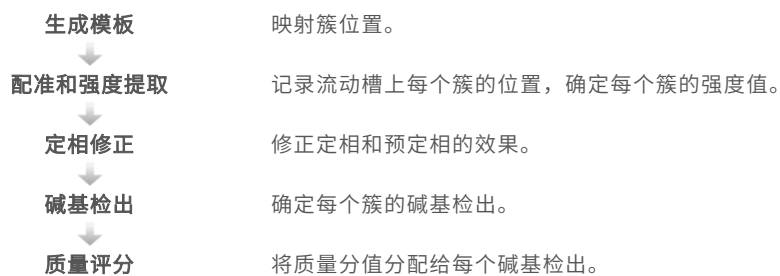 生成模板 映射簇位置。
配准和强度提取 记录流动槽上每个簇的位置，确定每个簇的强度值。
定相修正 修正定相和预定相的效果。
碱基检出 确定每个簇的碱基检出。
质量评分 将质量分值分配给每个碱基检出。